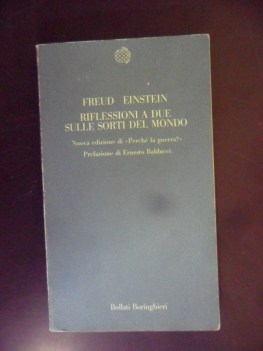 FREUD EINSTEIN
RIFLESSIONI A DUE
SULLE SORTI DEL MONDO
Nuova edizione di «Perché la guerra?»
Prefazione di Ernesto Balducci
Bollati Boringhieri